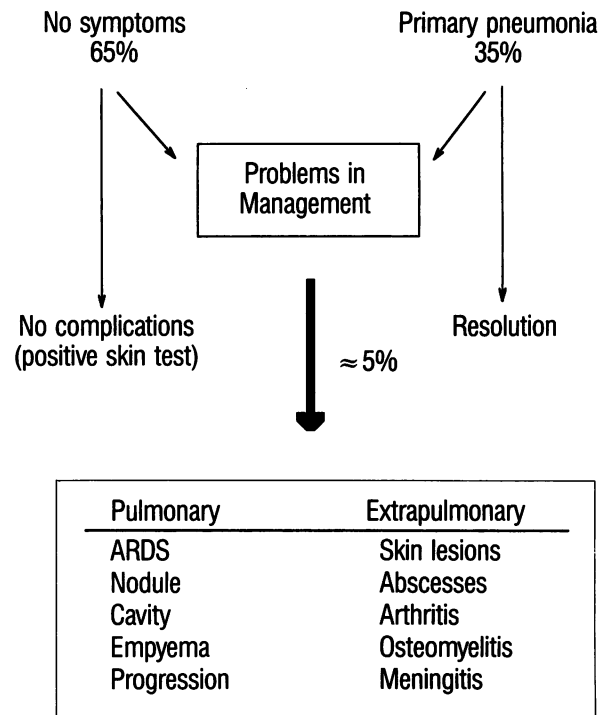 No symptoms
65%
Primary pneumonia
35%
Problems in
Management
No complications
(positive skin test)
Resolution
≈5%
Pulmonary Extrapulmonary
ARDS Skin lesions
Nodule Abscesses
Cavity Arthritis
Empyema Osteomyelitis
Progression Meningitis